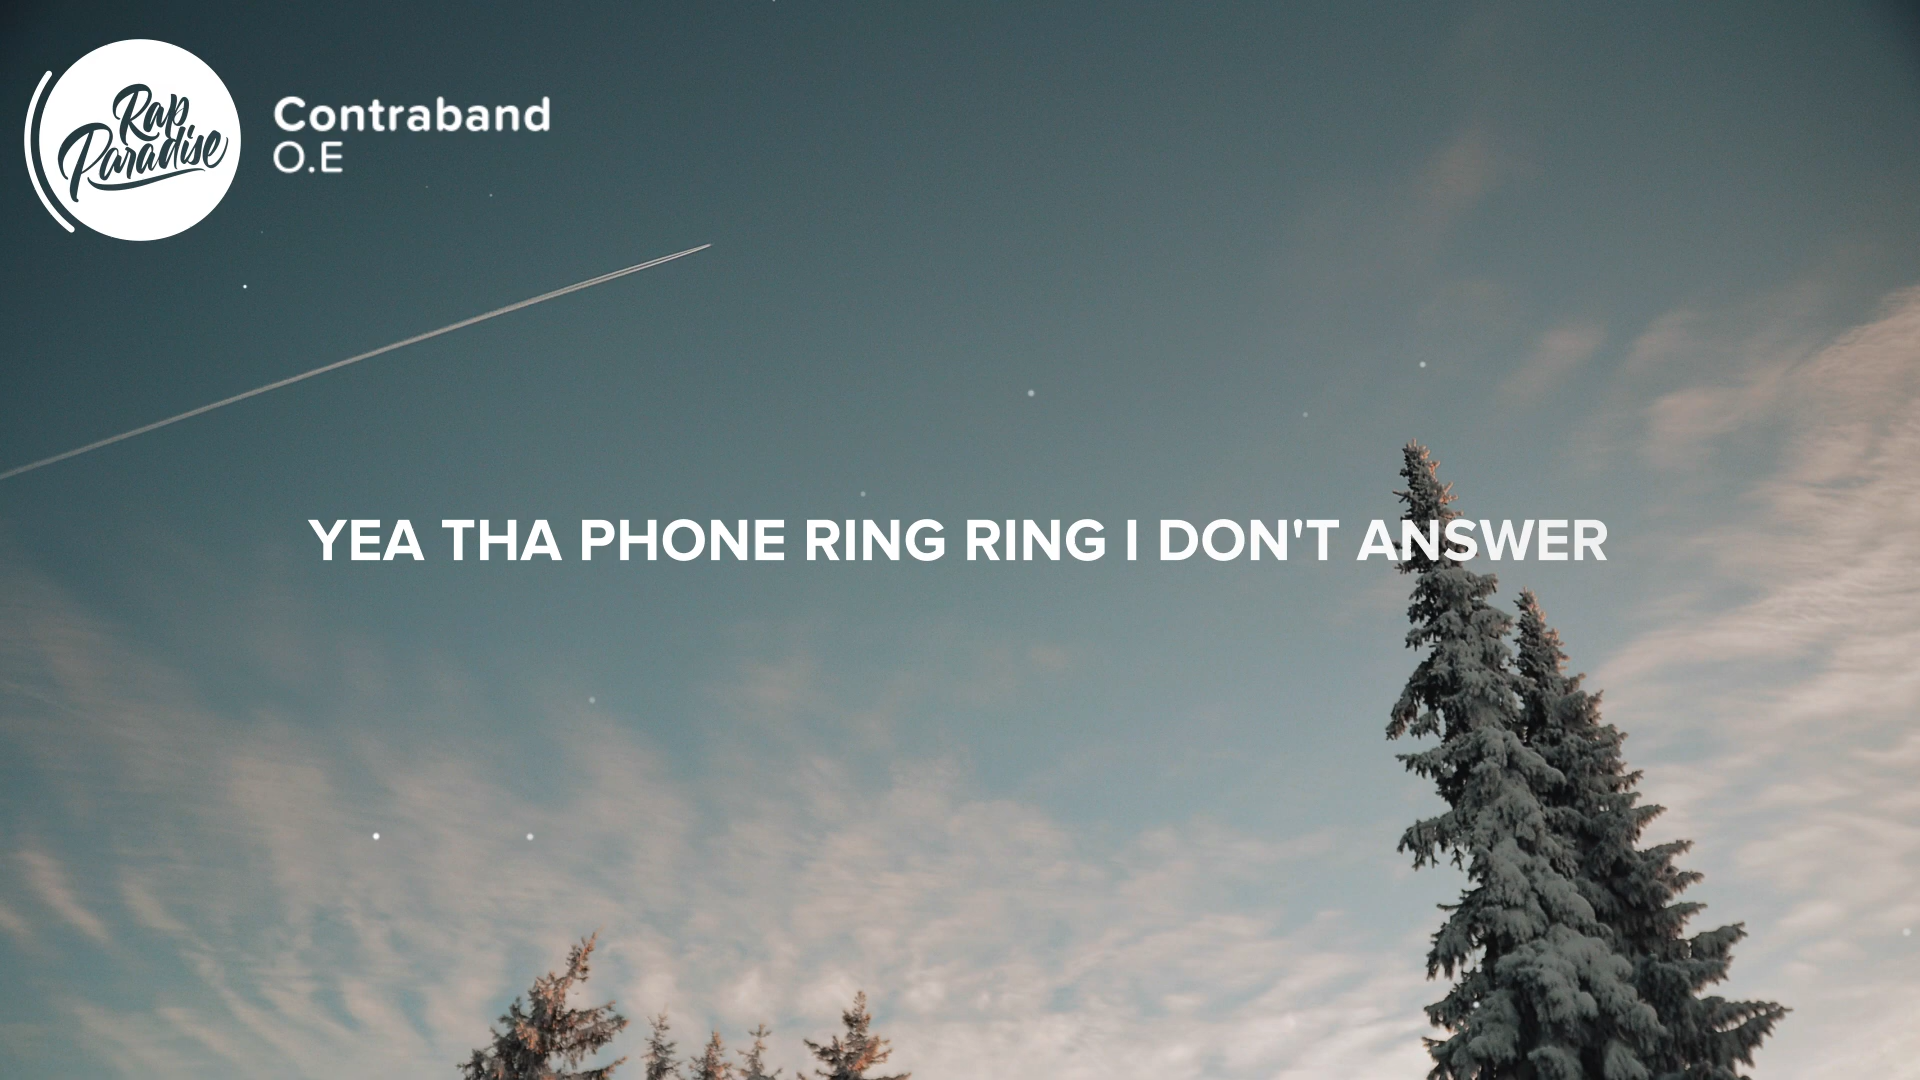 Rap
Paradise
Contraband
O.E
YEA THA PHONE RING RING I DON'T ANSWER